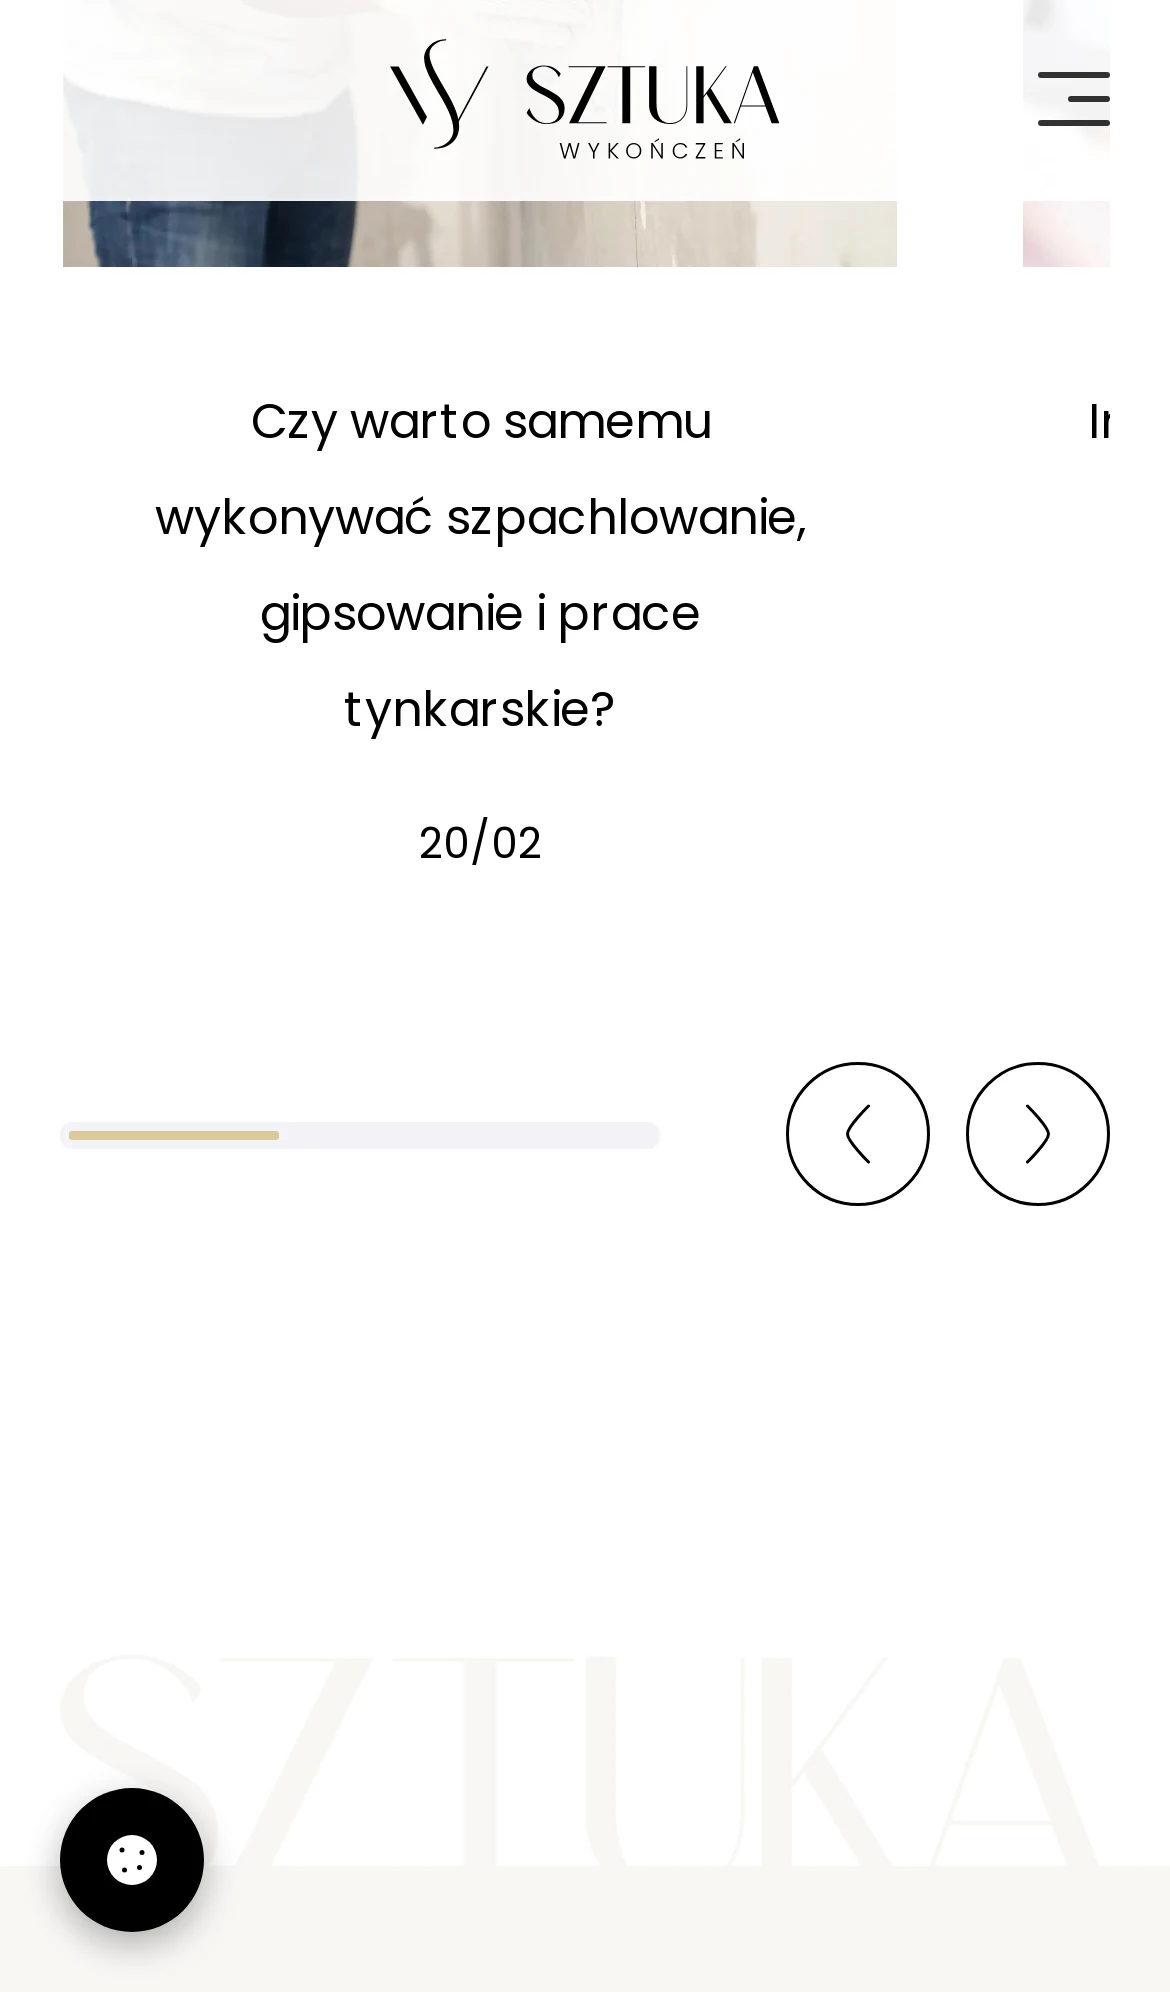 SZTUKA
WYKOŃCZEŃ
Czy warto samemu
wykonywać szpachlowanie,
gipsowanie i prace
tynkarskie?
20/02
SZTUKA